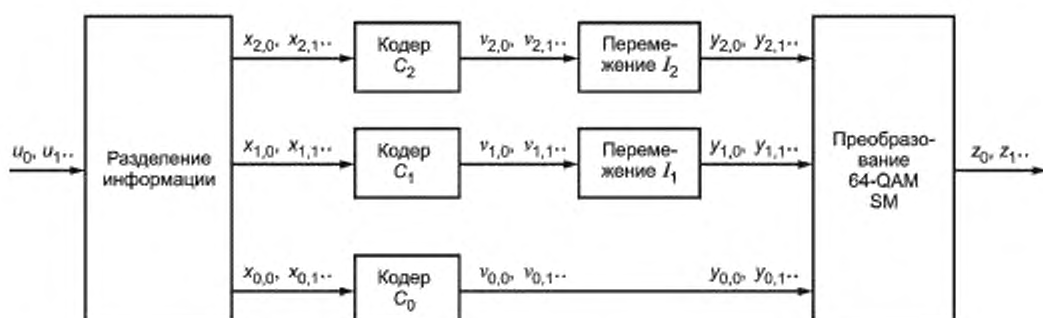 x2,0, x2,1..
Кодер
C2
v2,0, v2,1..
Переме-
жение I2
y2,0, y2,1..
u0, u1..
Разделение
информации
x1,0, x1,1..
Кодер
C1
v1,0, v1,1..
Переме-
жение I1
y1,0, y1,1..
Преобразо-
вание
64-QAM
SM
z0, z1..
x0,0, x0,1..
Кодер
C0
v0,0, v0,1..
y0,0, y0,1..